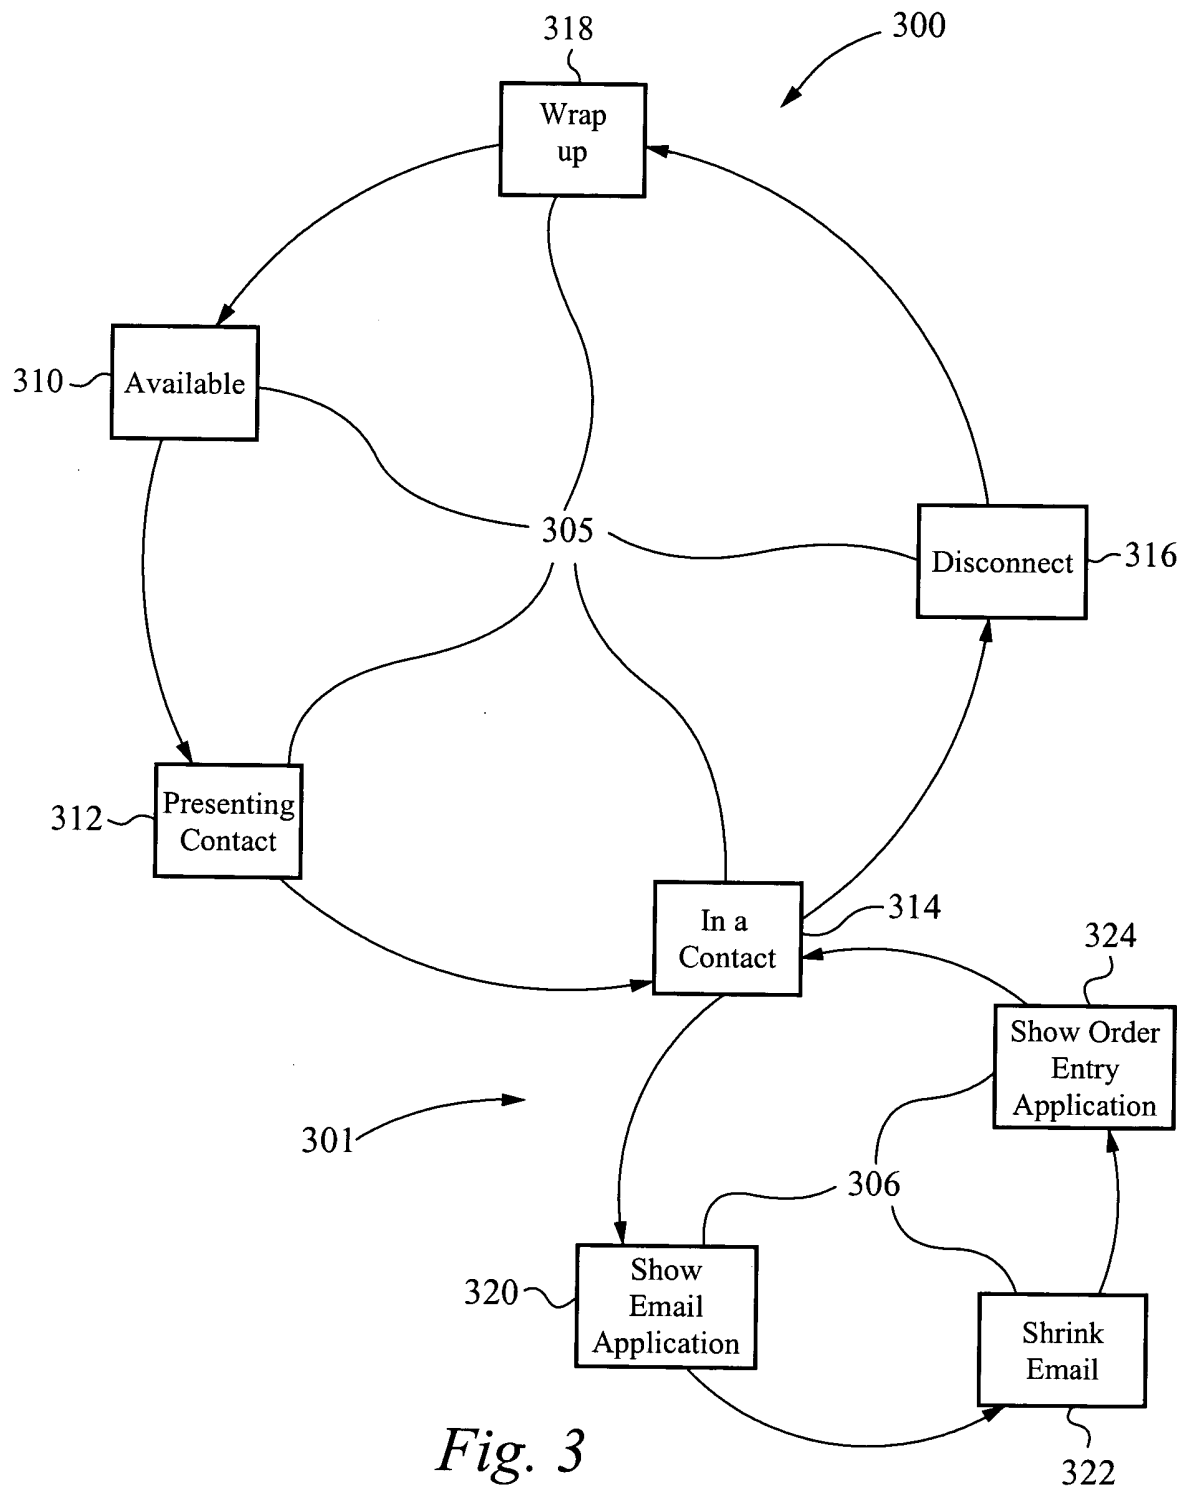 318
300
Wrap
up
310
Available
305
Disconnect
316
312
Presenting
Contact
In a
Contact
314
324
Show Order
Entry
Application
301
306
320
Show
Email
Application
Shrink
Email
322
Fig. 3